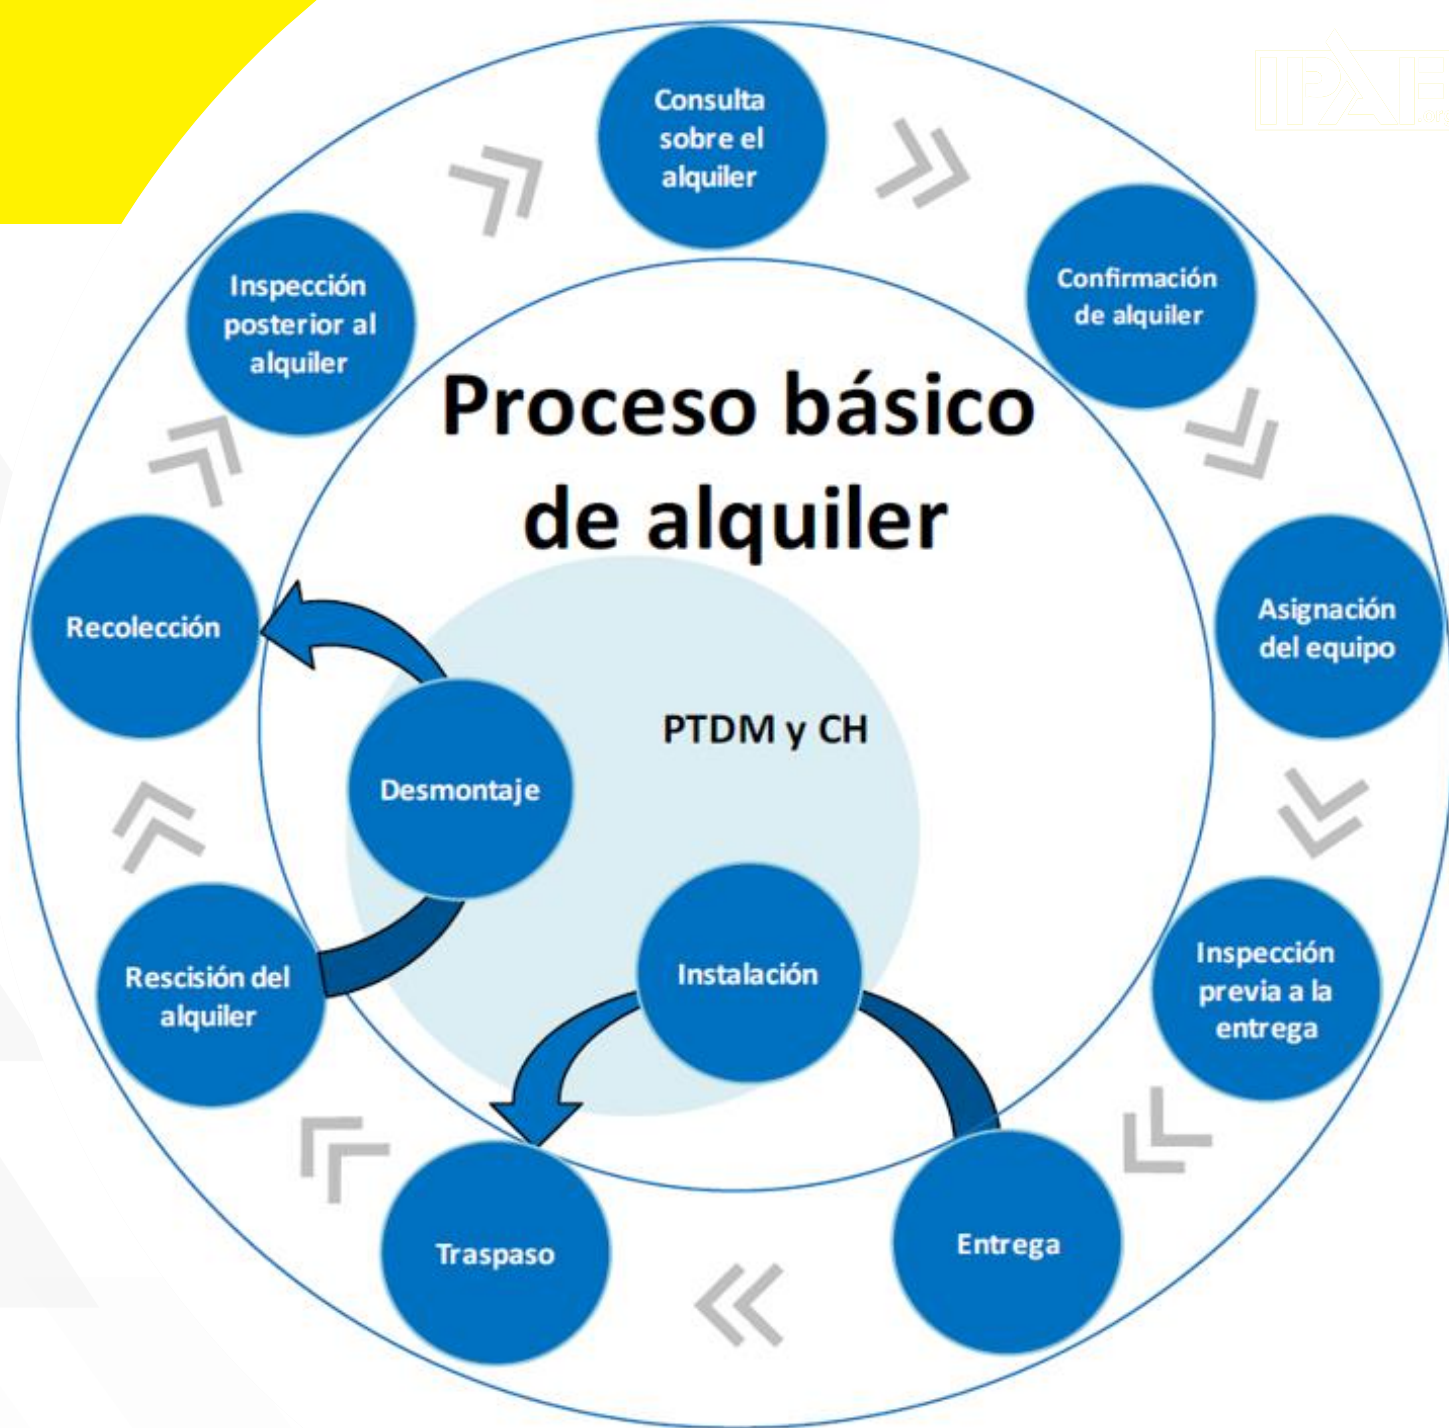 Proceso básico
de alquiler
Consulta
sobre el
alquiler
Confirmación
de alquiler
Asignación
del equipo
Inspección
previa a la
entrega
Entrega
Traspaso
Rescisión del
alquiler
Recolección
Inspección
posterior al
alquiler
PTDM y CH
Desmontaje
Instalación